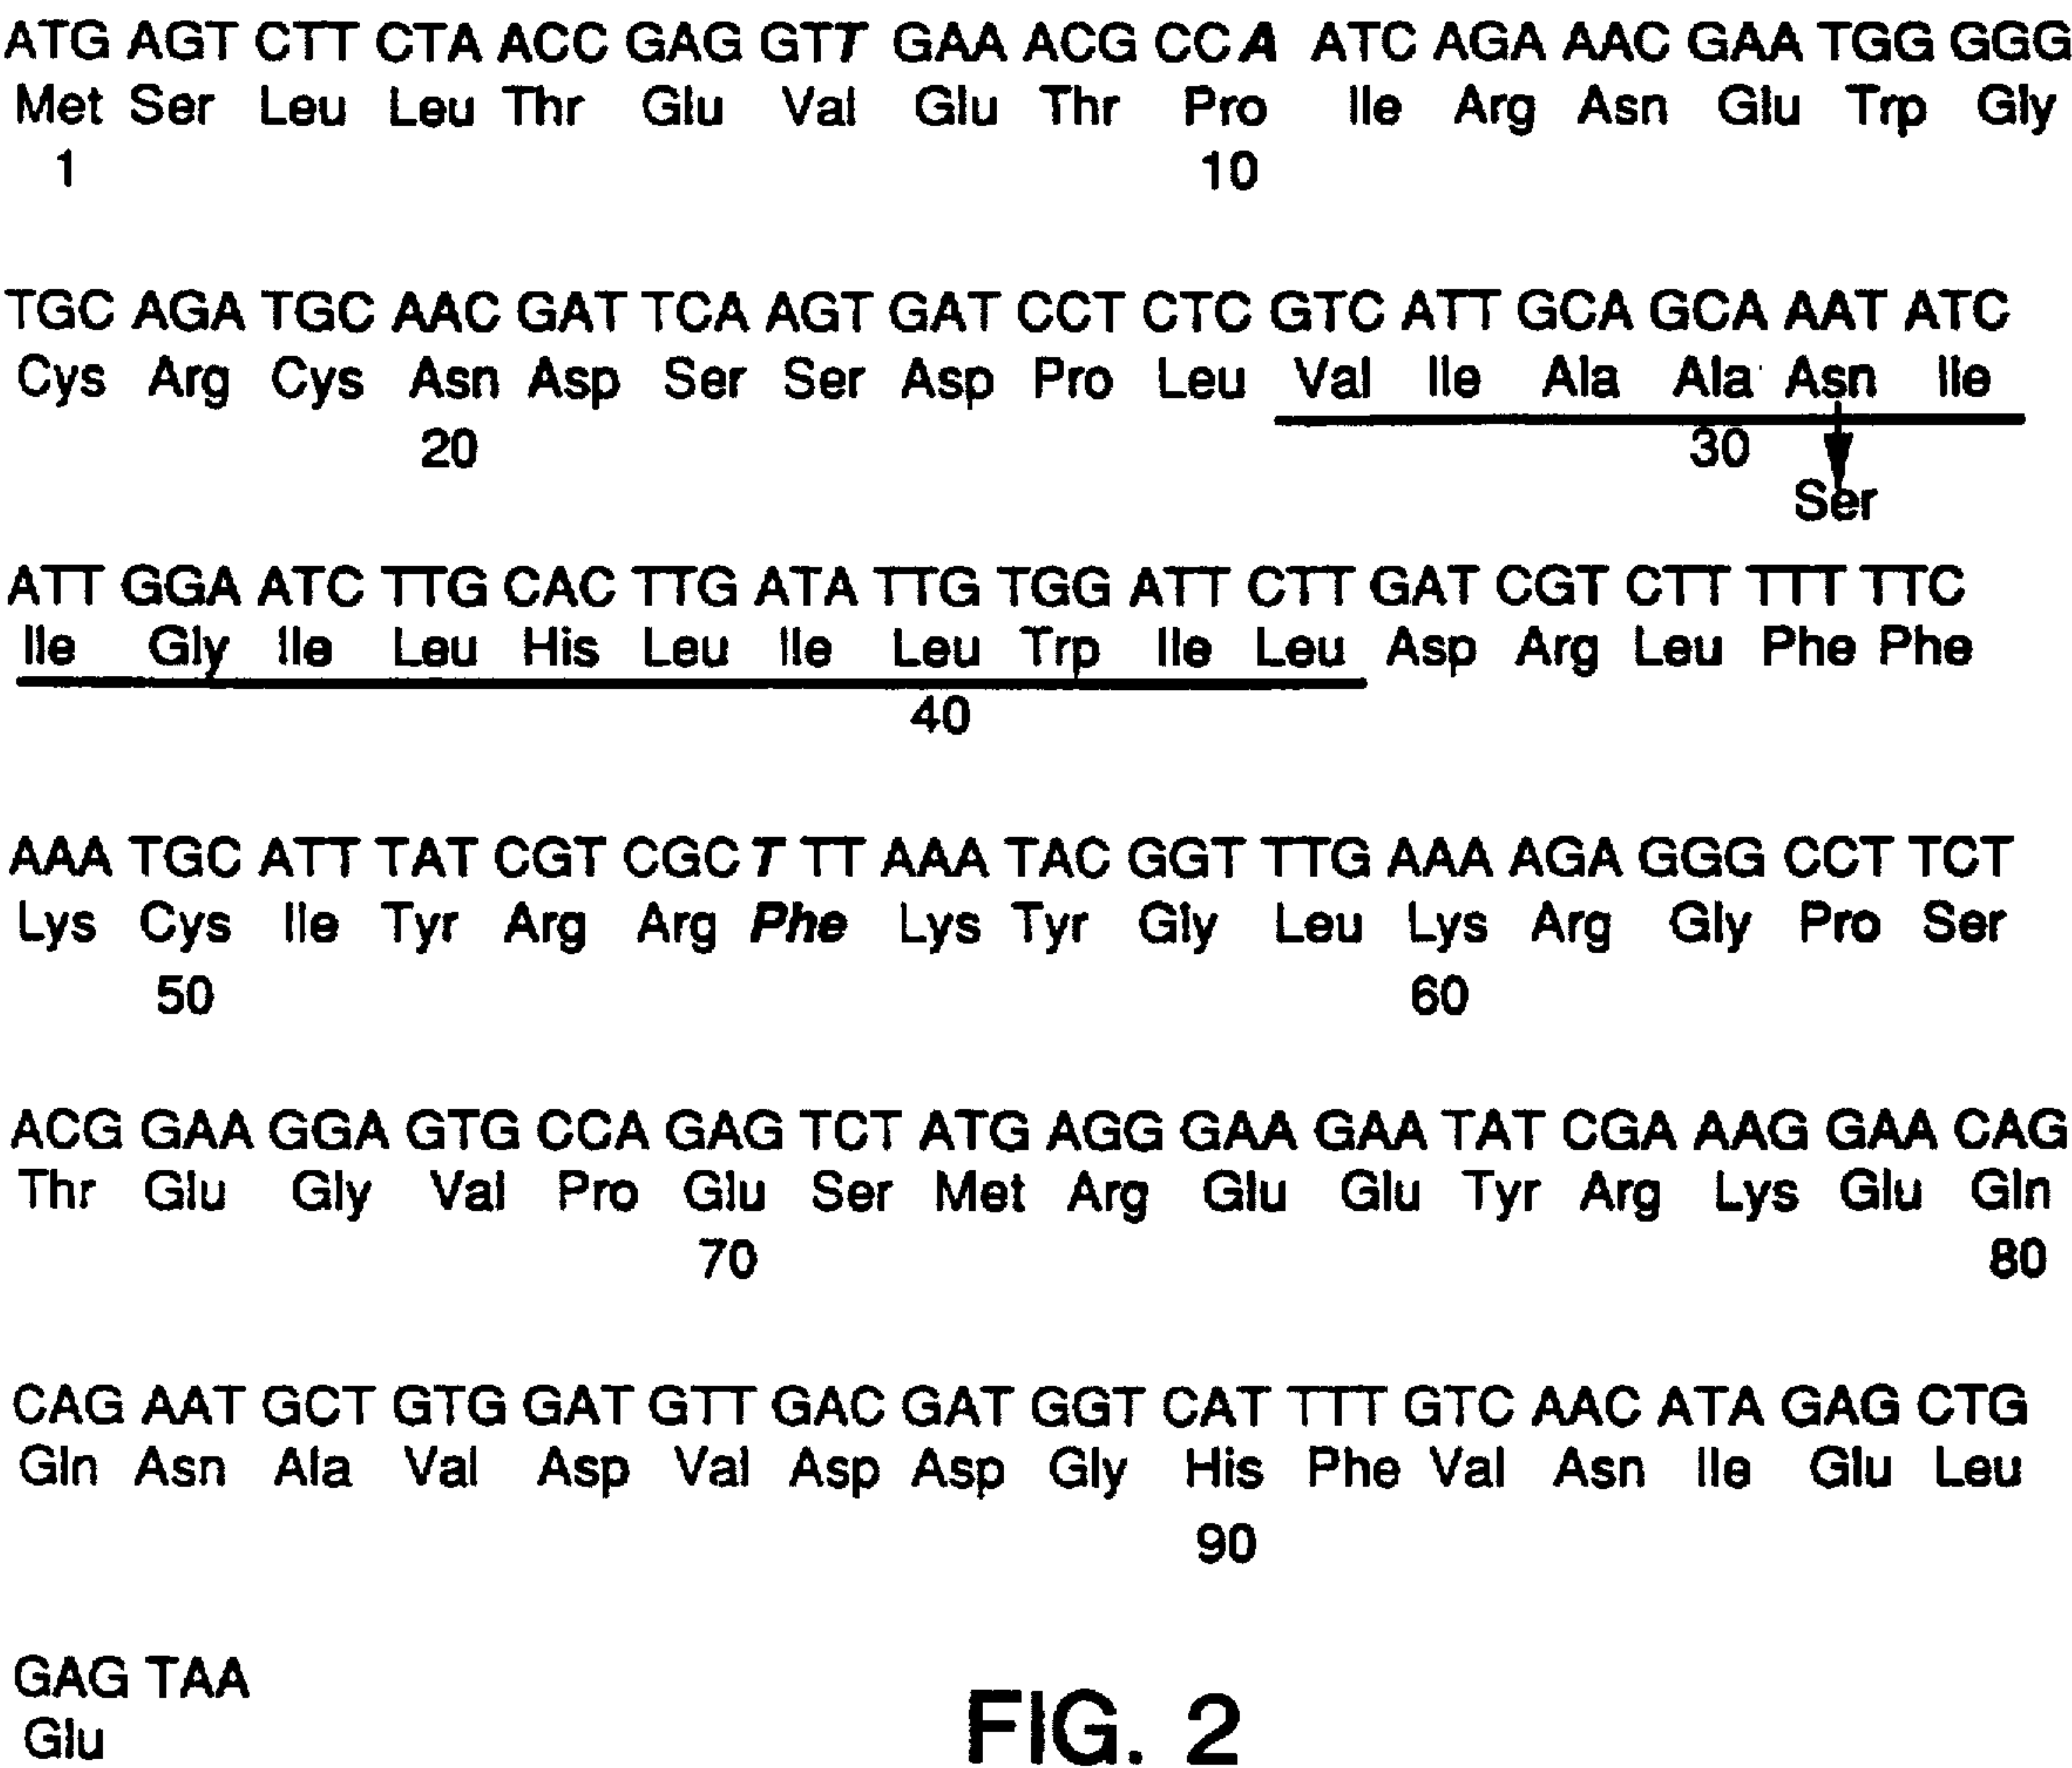 ATG AGT CTT CTA ACC GAG GTT GAA ACG CCA ATC AGA AAC GAA TGG GGG
Met Ser Leu Leu Thr Glu Val Glu Thr Pro Ile Arg Asn Glu Trp Gly
1 10
TGC AGA TGC AAC GAT TCA AGT GAT CCT CTC GTC ATT GCA GCA AAT ATC
Cys Arg Cys Asn Asp Ser Ser Asp Pro Leu Val Ile Ala Ala Asn Ile
20 30
Ser
ATT GGA ATC TTG CAC TTG ATA TTG TGG ATT CTT GAT CGT CTT TTT TTC
Ile Gly Ile Leu His Leu Ile Leu Trp Ile Leu Asp Arg Leu Phe Phe
40
AAA TGC ATT TAT CGT CGC T TT AAA TAC GGT TTG AAA AGA GGG CCT TCT
Lys Cys Ile Tyr Arg Arg Phe Lys Tyr Gly Leu Lys Arg Gly Pro Ser
50 60
ACG GAA GGA GTG CCA GAG TCT ATG AGG GAA GAA TAT CGA AAG GAA CAG
Thr Glu Gly Val Pro Glu Ser Met Arg Glu Glu Tyr Arg Lys Glu Gln
70 80
CAG AAT GCT GTG GAT GTT GAC GAT GGT CAT TTT GTC AAC ATA GAG CTG
Gln Asn Ala Val Asp Val Asp Asp Gly His Phe Val Asn Ile Glu Leu
90
GAG TAA
Glu
FIG. 2